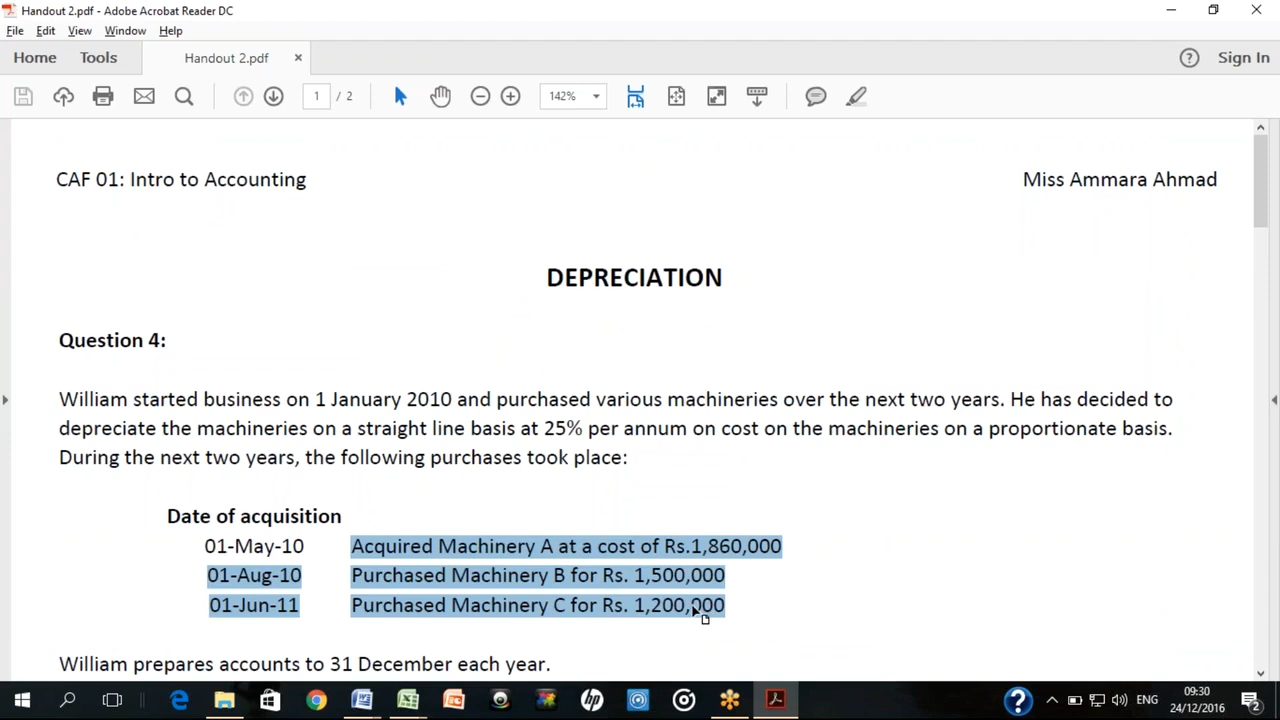 Handout 2.pdf - Adobe Acrobat Reader DC
File Edit View Window Help
Home Tools Handout 2.pdf × ? Sign In
1 / 2 142%
CAF 01: Intro to Accounting Miss Ammara Ahmad
DEPRECIATION
Question 4:
William started business on 1 January 2010 and purchased various machineries over the next two years. He has decided to
depreciate the machineries on a straight line basis at 25% per annum on cost on the machineries on a proportionate basis.
During the next two years, the following purchases took place:
Date of acquisition
01-May-10 Acquired Machinery A at a cost of Rs.1,860,000
01-Aug-10 Purchased Machinery B for Rs. 1,500,000
01-Jun-11 Purchased Machinery C for Rs. 1,200,000
William prepares accounts to 31 December each year.
hp ? ENG 09:30
24/12/2016 2